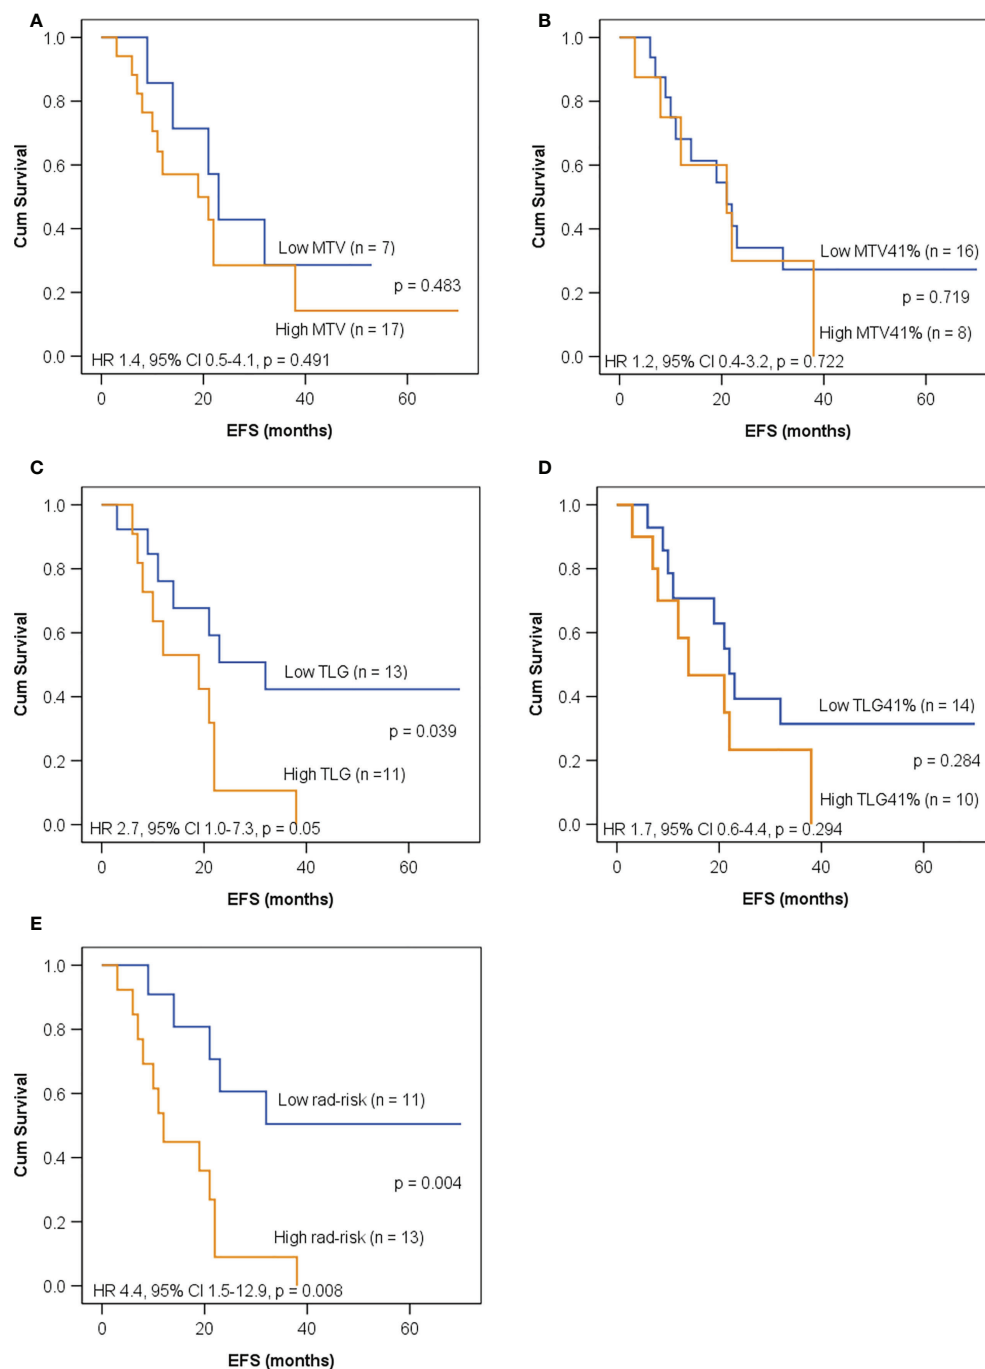 A
1.0
0.8
0.6
0.4
0.2
0.0
Cum Survival
Low MTV (n = 7)
p = 0.483
High MTV (n = 17)
HR 1.4, 95% CI 0.5-4.1, p = 0.491
0 20 40 60
EFS (months)
B
1.0
0.8
0.6
0.4
0.2
0.0
Cum Survival
Low MTV41% (n = 16)
p = 0.719
High MTV41% (n = 8)
HR 1.2, 95% CI 0.4-3.2, p = 0.722
0 20 40 60
EFS (months)
C
1.0
0.8
0.6
0.4
0.2
0.0
Cum Survival
Low TLG (n = 13)
p = 0.039
High TLG (n =11)
HR 2.7, 95% CI 1.0-7.3, p = 0.05
0 20 40 60
EFS (months)
D
1.0
0.8
0.6
0.4
0.2
0.0
Cum Survival
Low TLG41% (n = 14)
p = 0.284
High TLG41% (n = 10)
HR 1.7, 95% CI 0.6-4.4, p = 0.294
0 20 40 60
EFS (months)
E
1.0
0.8
0.6
0.4
0.2
0.0
Cum Survival
Low rad-risk (n = 11)
p = 0.004
High rad-risk (n = 13)
HR 4.4, 95% CI 1.5-12.9, p = 0.008
0 20 40 60
EFS (months)